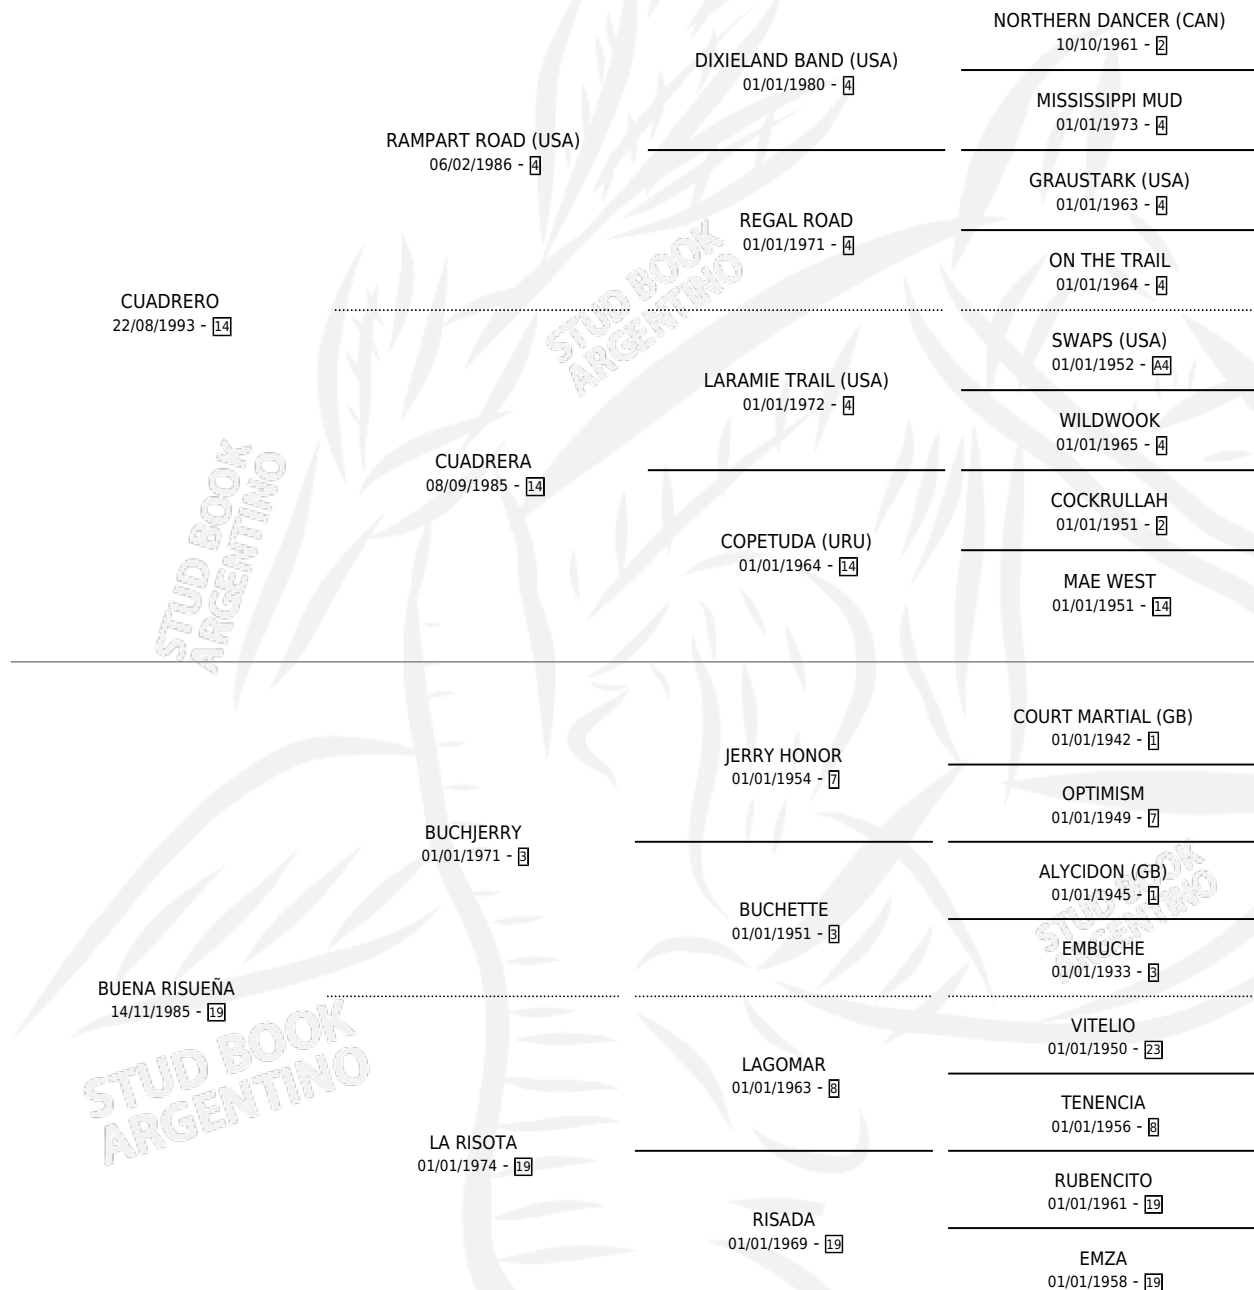 NORTHERN DANCER (CAN)
10/10/1961 - 2
DIXIELAND BAND (USA)
01/01/1980 - 4
MISSISSIPPI MUD
01/01/1973 - 4
RAMPART ROAD (USA)
06/02/1986 - 4
GRAUSTARK (USA)
01/01/1963 - 4
REGAL ROAD
01/01/1971 - 4
ON THE TRAIL
01/01/1964 - 4
CUADRERO
22/08/1993 - 14
SWAPS (USA)
01/01/1952 - A4
LARAMIE TRAIL (USA)
01/01/1972 - 4
WILDWOOK
01/01/1965 - 4
CUADRERA
08/09/1985 - 14
COCKRULLAH
01/01/1951 - 2
COPETUDA (URU)
01/01/1964 - 14
MAE WEST
01/01/1951 - 14
COURT MARTIAL (GB)
01/01/1942 - 1
JERRY HONOR
01/01/1954 - 7
OPTIMISM
01/01/1949 - 7
BUCHJERRY
01/01/1971 - 3
ALYCIDON (GB)
01/01/1945 - 1
BUCHETTE
01/01/1951 - 3
EMBUCHE
01/01/1933 - 3
BUENA RISUEÑA
14/11/1985 - 19
VITELIO
01/01/1950 - 23
LAGOMAR
01/01/1963 - 8
TENENCIA
01/01/1956 - 8
LA RISOTA
01/01/1974 - 19
RUBENCITO
01/01/1961 - 19
RISADA
01/01/1969 - 19
EMZA
01/01/1958 - 19
STUD BOOK
ARGENTINO
STUD BOOK
ARGENTINO
STUD BOOK
ARGENTINO
STUD BOOK
ARGENTINO